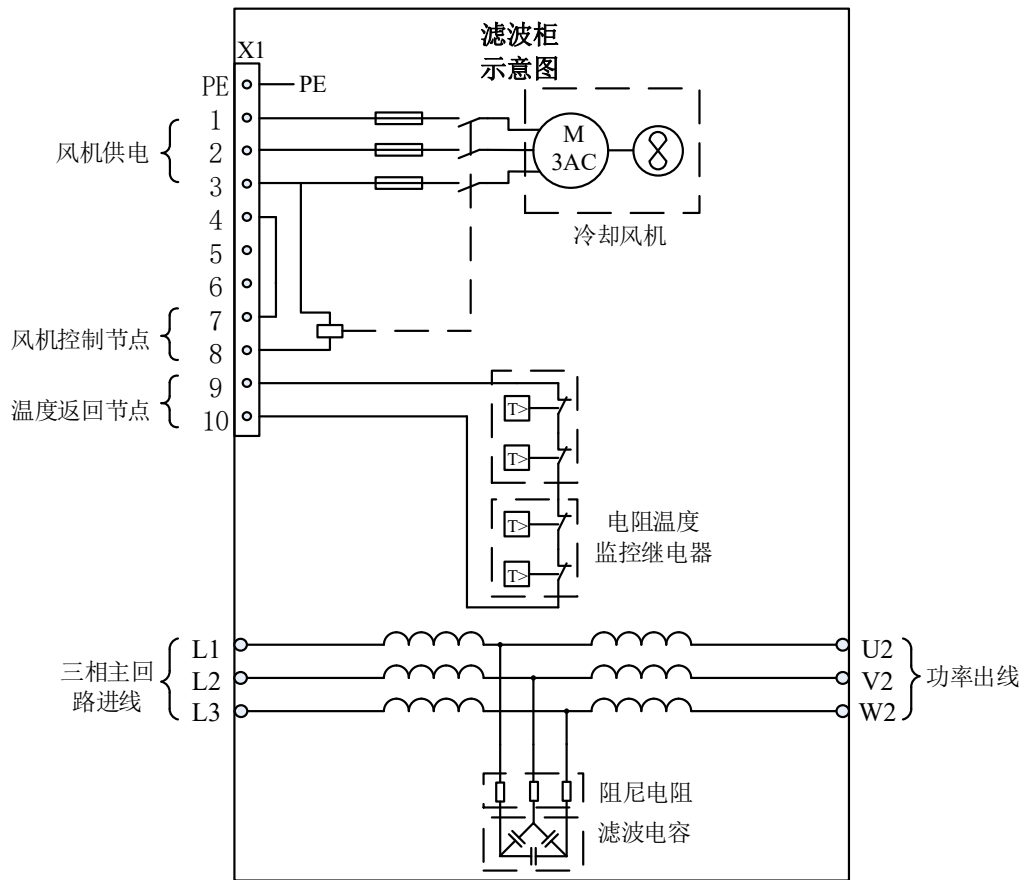 滤波柜
示意图
X1
PE
PE
1
2
3
4
5
6
7
8
9
10
风机供电
风机控制节点
温度返回节点
M
3AC
冷却风机
T>
T>
T>
T>
电阻温度
监控继电器
三相主回
路进线
L1
L2
L3
U2
V2
W2
功率出线
阻尼电阻
滤波电容